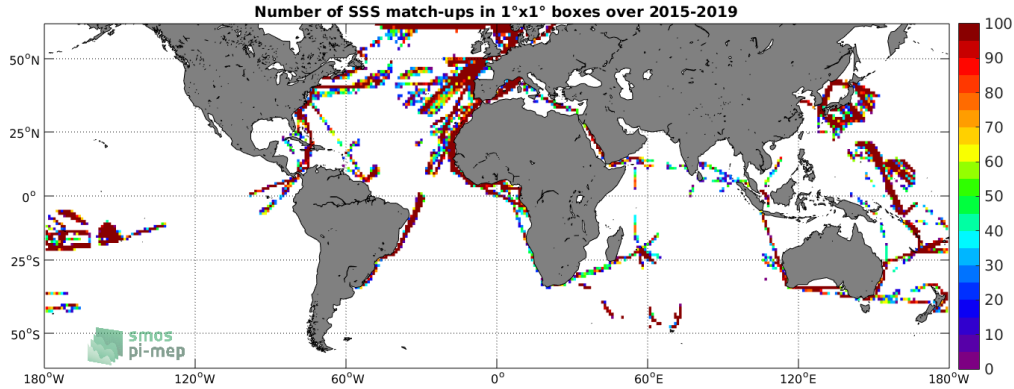 Number of SSS match-ups in 1°x1° boxes over 2015-2019
50°N
25°N
0°
25°S
50°S
180°W
120°W
60°W
0°
60°E
120°E
180°W
100
90
80
70
60
50
40
30
20
10
0
smos
pi-mep